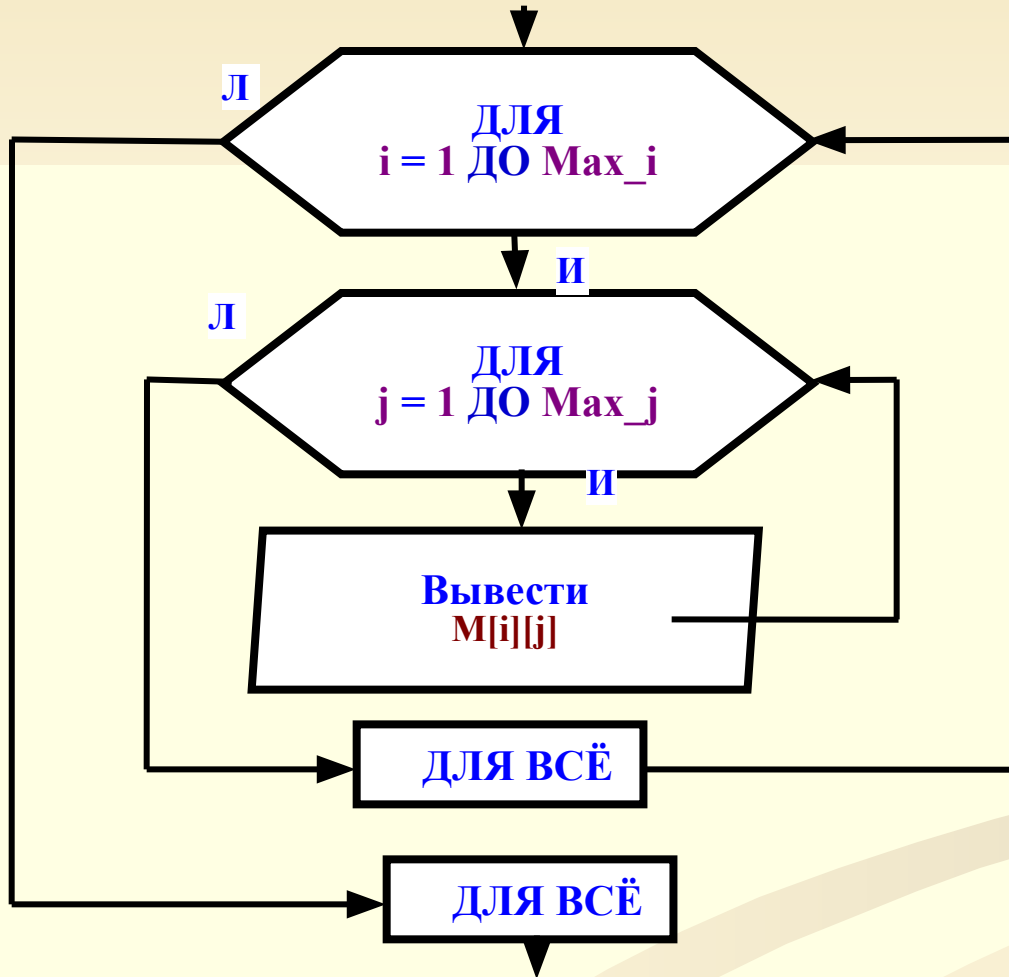 Л
ДЛЯ
i = 1 ДО Max_i
И
Л
ДЛЯ
j = 1 ДО Max_j
И
Вывести
M[i][j]
ДЛЯ ВСЁ
ДЛЯ ВСЁ